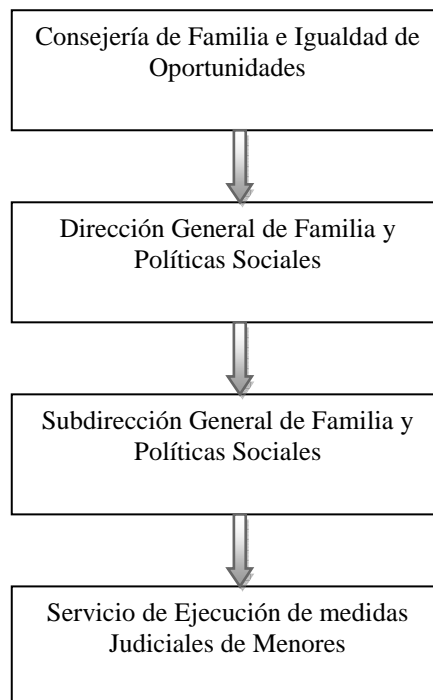 Consejería de Familia e Igualdad de
Oportunidades
Dirección General de Familia y
Políticas Sociales
Subdirección General de Familia y
Políticas Sociales
Servicio de Ejecución de medidas
Judiciales de Menores